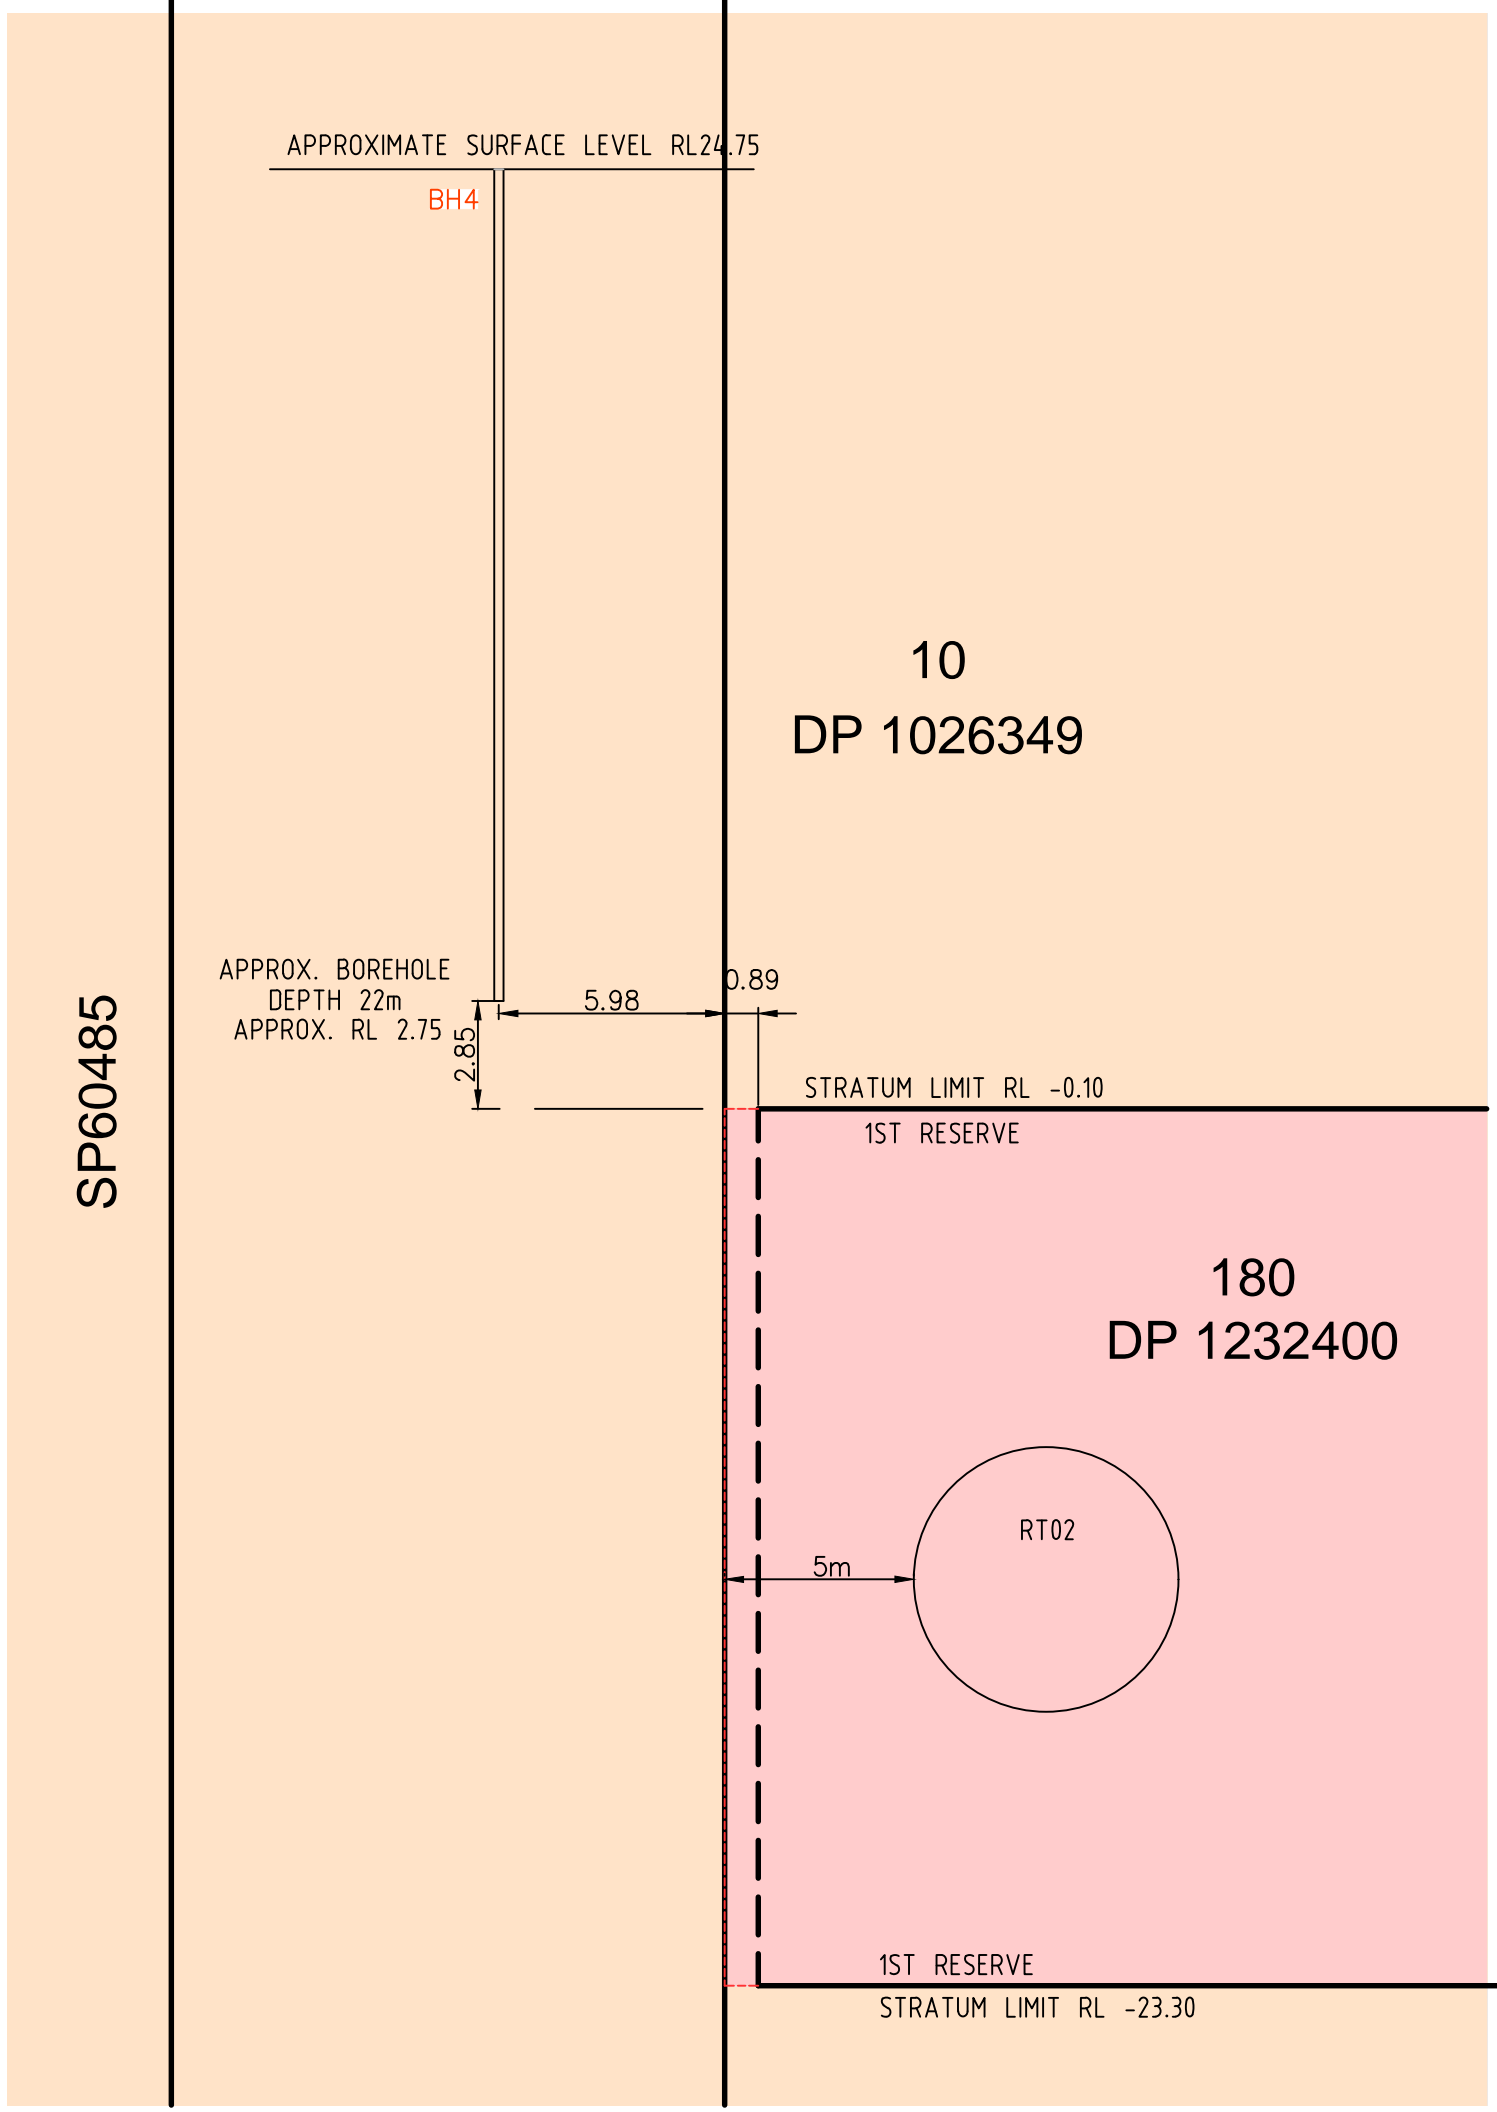 APPROXIMATE SURFACE LEVEL RL24.75
BH4
10
DP 1026349
APPROX. BOREHOLE
DEPTH 22m
APPROX. RL 2.75
2.85
5.98
0.89
SP60485
STRATUM LIMIT RL -0.10
1ST RESERVE
180
DP 1232400
RT02
5m
1ST RESERVE
STRATUM LIMIT RL -23.30